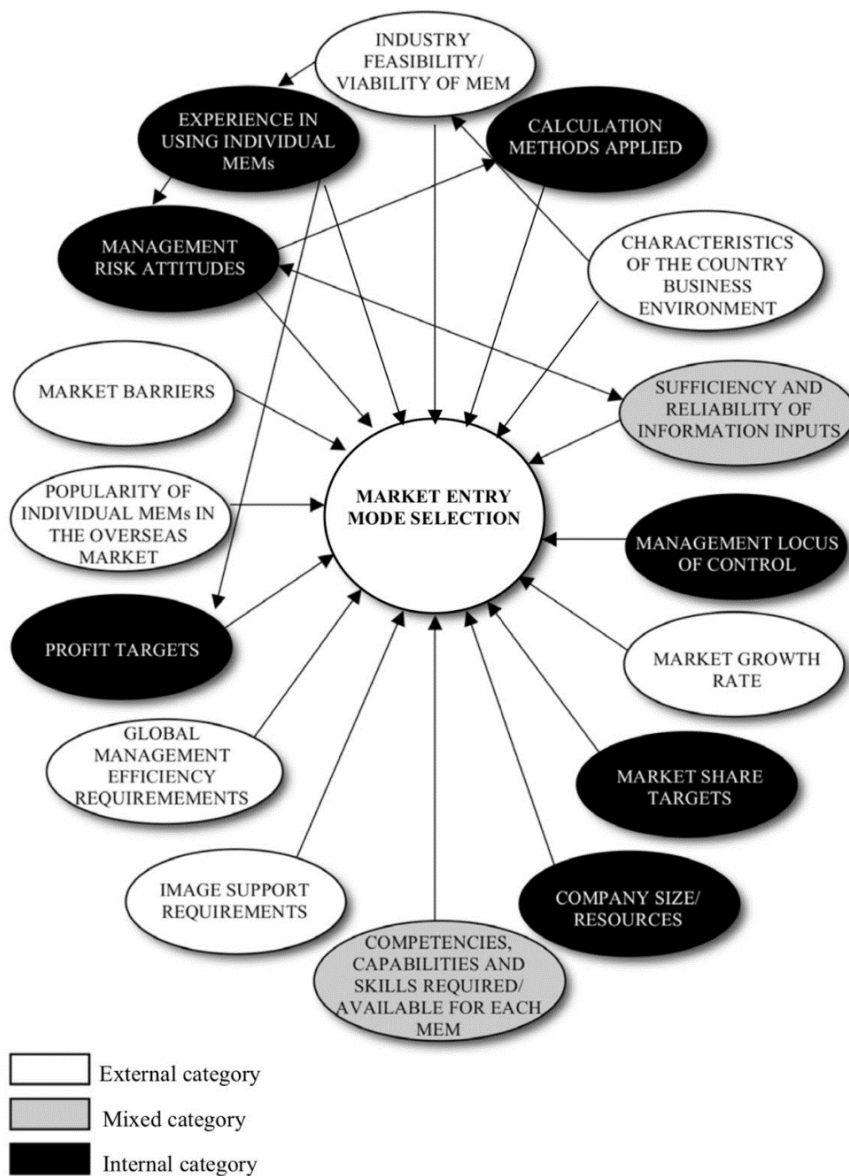 INDUSTRY
FEASIBILITY/
VIABILITY OF MEM
EXPERIENCE IN
USING INDIVIDUAL
MEMs
CALCULATION
METHODS APPLIED
MANAGEMENT
RISK ATTITUDES
CHARACTERISTICS
OF THE COUNTRY
BUSINESS
ENVIRONMENT
MARKET BARRIERS
SUFFICIENCY AND
RELIABILITY OF
INFORMATION INPUTS
MARKET ENTRY
MODE SELECTION
POPULARITY OF
INDIVIDUAL MEMs IN
THE OVERSEAS
MARKET
MANAGEMENT LOCUS
OF CONTROL
PROFIT TARGETS
MARKET GROWTH
RATE
GLOBAL
MANAGEMENT
EFFICIENCY
REQUIREMEMENTS
MARKET SHARE
TARGETS
IMAGE SUPPORT
REQUIREMENTS
COMPANY SIZE/
RESOURCES
COMPETENCIES,
CAPABILITIES AND
SKILLS REQUIRED/
AVAILABLE FOR EACH
MEM
External category
Mixed category
Internal category